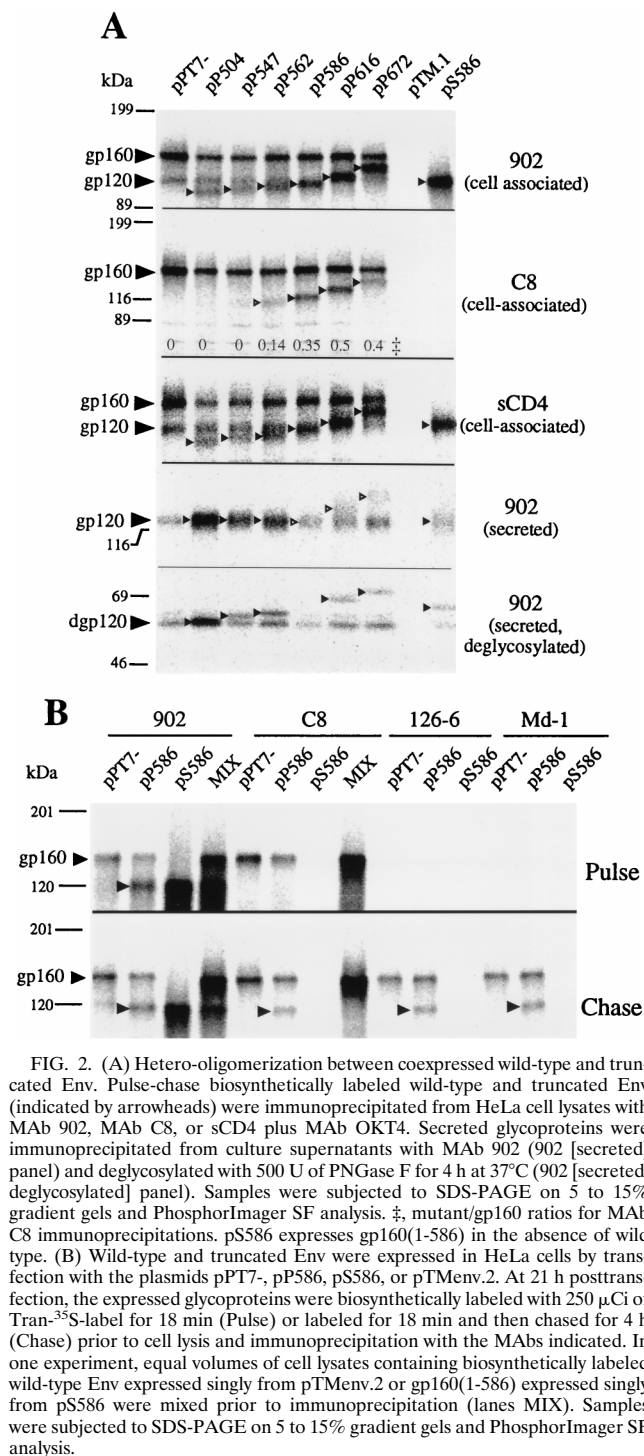 A
kDa
pPT7- pP504 pP547 pP562 pP586 pP616 pP672 pTM.1 pS586
199
gp160
gp120
89
902
(cell associated)
199
gp160
116
89
C8
(cell-associated)
0 0 0 0.14 0.35 0.5 0.4 ‡
gp160
gp120
sCD4
(cell-associated)
gp120
116
902
(secreted)
69
dgp120
46
902
(secreted,
deglycosylated)
B
902 C8 126-6 Md-1
kDa
pPT7- pP586 pS586 MIX pPT7- pP586 pS586 MIX pPT7- pP586 pS586 pPT7- pP586 pS586
201
gp160
120
Pulse
201
gp160
120
Chase
FIG. 2. (A) Hetero-oligomerization between coexpressed wild-type and trun-
cated Env. Pulse-chase biosynthetically labeled wild-type and truncated Env
(indicated by arrowheads) were immunoprecipitated from HeLa cell lysates with
MAb 902, MAb C8, or sCD4 plus MAb OKT4. Secreted glycoproteins were
immunoprecipitated from culture supernatants with MAb 902 (902 [secreted]
panel) and deglycosylated with 500 U of PNGase F for 4 h at 37°C (902 [secreted,
deglycosylated] panel). Samples were subjected to SDS-PAGE on 5 to 15%
gradient gels and PhosphorImager SF analysis. ‡, mutant/gp160 ratios for MAb
C8 immunoprecipitations. pS586 expresses gp160(1-586) in the absence of wild
type. (B) Wild-type and truncated Env were expressed in HeLa cells by trans-
fection with the plasmids pPT7-, pP586, pS586, or pTMenv.2. At 21 h posttrans-
fection, the expressed glycoproteins were biosynthetically labeled with 250 μCi of
Tran-³⁵S-label for 18 min (Pulse) or labeled for 18 min and then chased for 4 h
(Chase) prior to cell lysis and immunoprecipitation with the MAbs indicated. In
one experiment, equal volumes of cell lysates containing biosynthetically labeled
wild-type Env expressed singly from pTMenv.2 or gp160(1-586) expressed singly
from pS586 were mixed prior to immunoprecipitation (lanes MIX). Samples
were subjected to SDS-PAGE on 5 to 15% gradient gels and PhosphorImager SF
analysis.